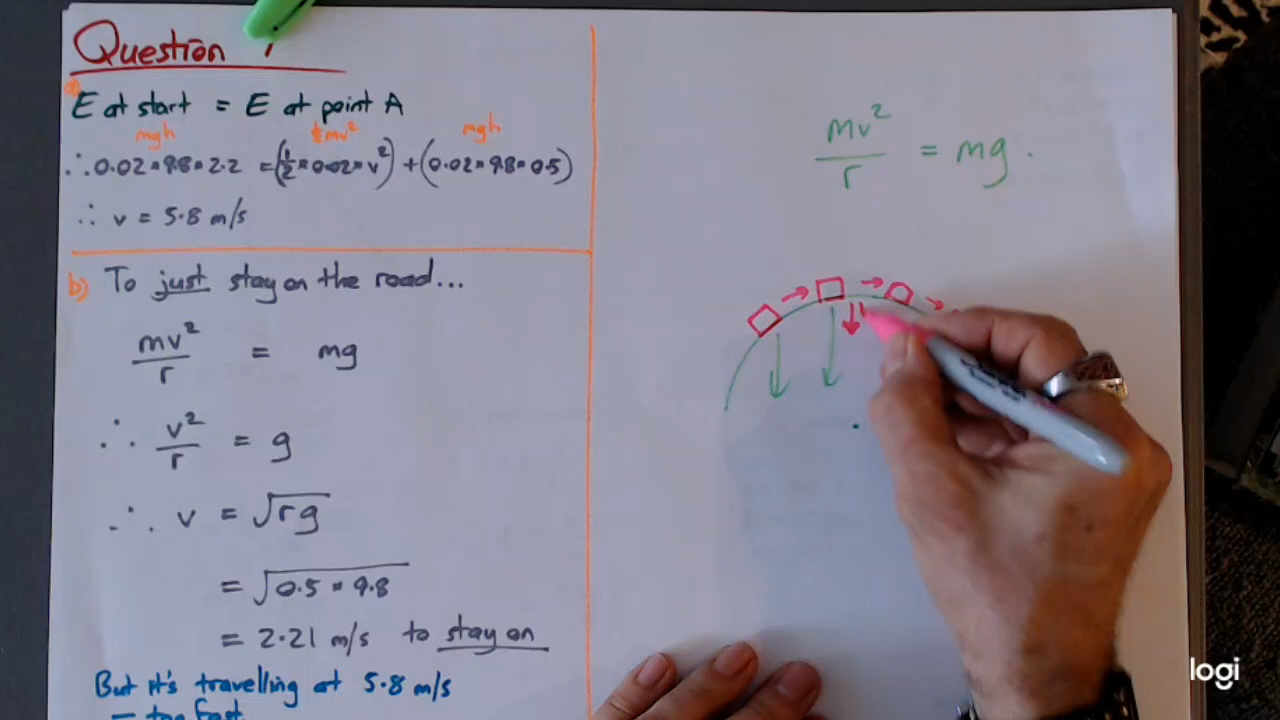 Question 1
a)
E at start = E at point A
mgh ½mv² mgh
∴ 0.02 × 9.8 × 2.2 = (½ × 0.02 × v²) + (0.02 × 9.8 × 0.5)
∴ v = 5.8 m/s
b) To just stay on the road...
mv²/r = mg
∴ v²/r = g
∴ v = √rg
= √0.5 × 9.8
= 2.21 m/s to stay on
But it's travelling at 5.8 m/s
= too fast
mv²/r = mg.
logi